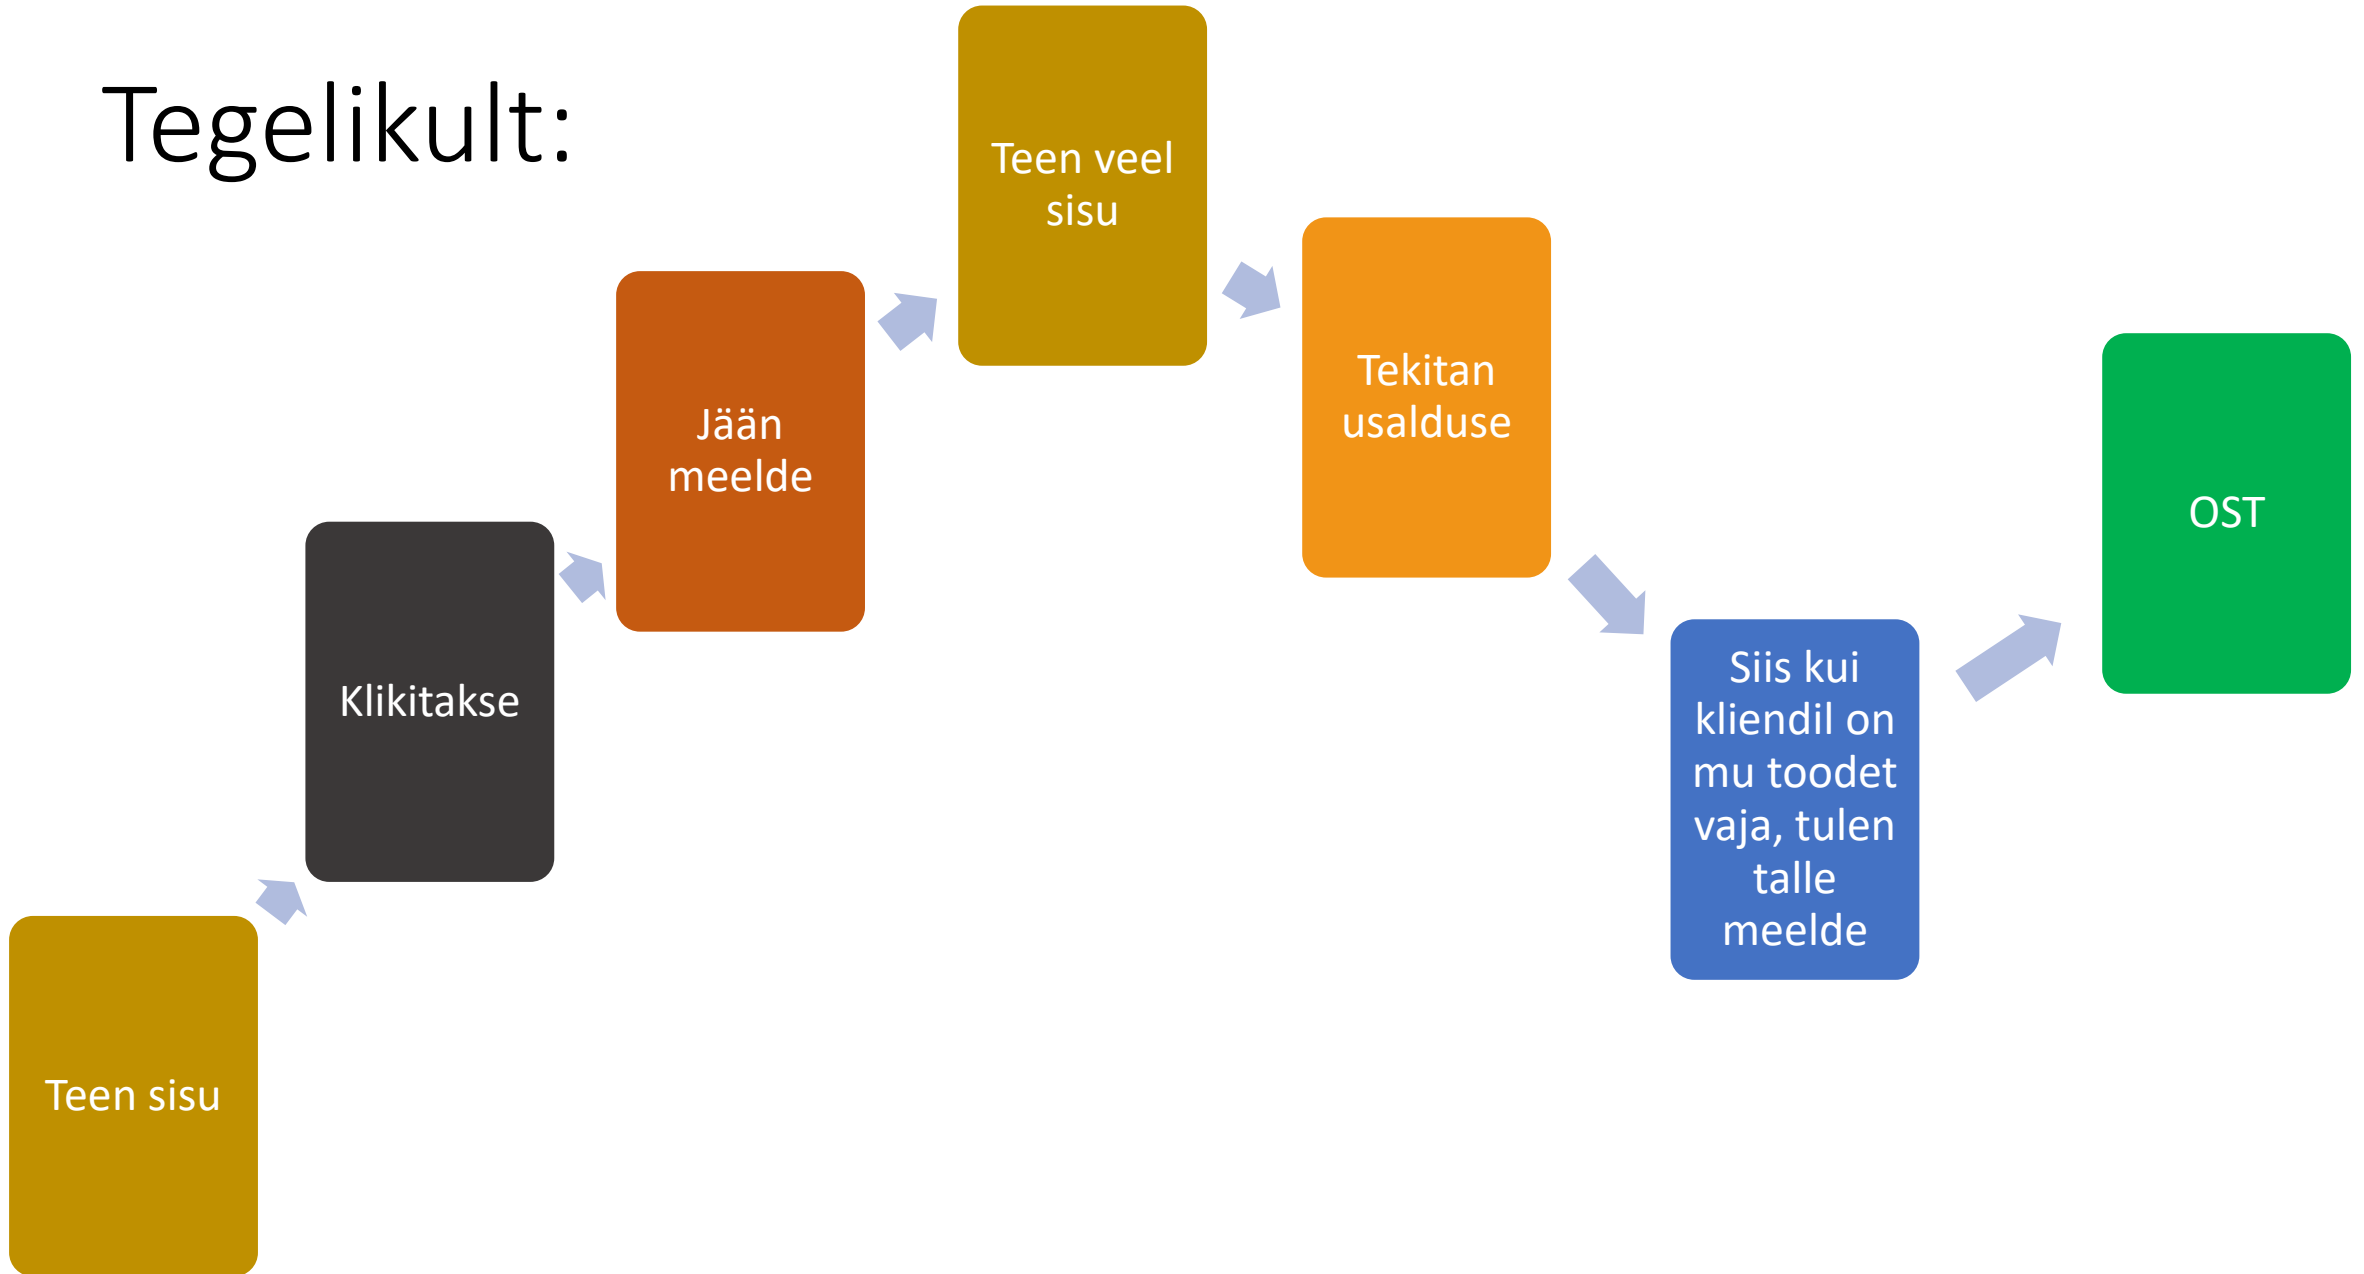 Tegelikult:
Teen sisu
Klikitakse
Jään
meelde
Teen veel
sisu
Tekitan
usalduse
Siis kui
kliendil on
mu toodet
vaja, tulen
talle
meelde
OST